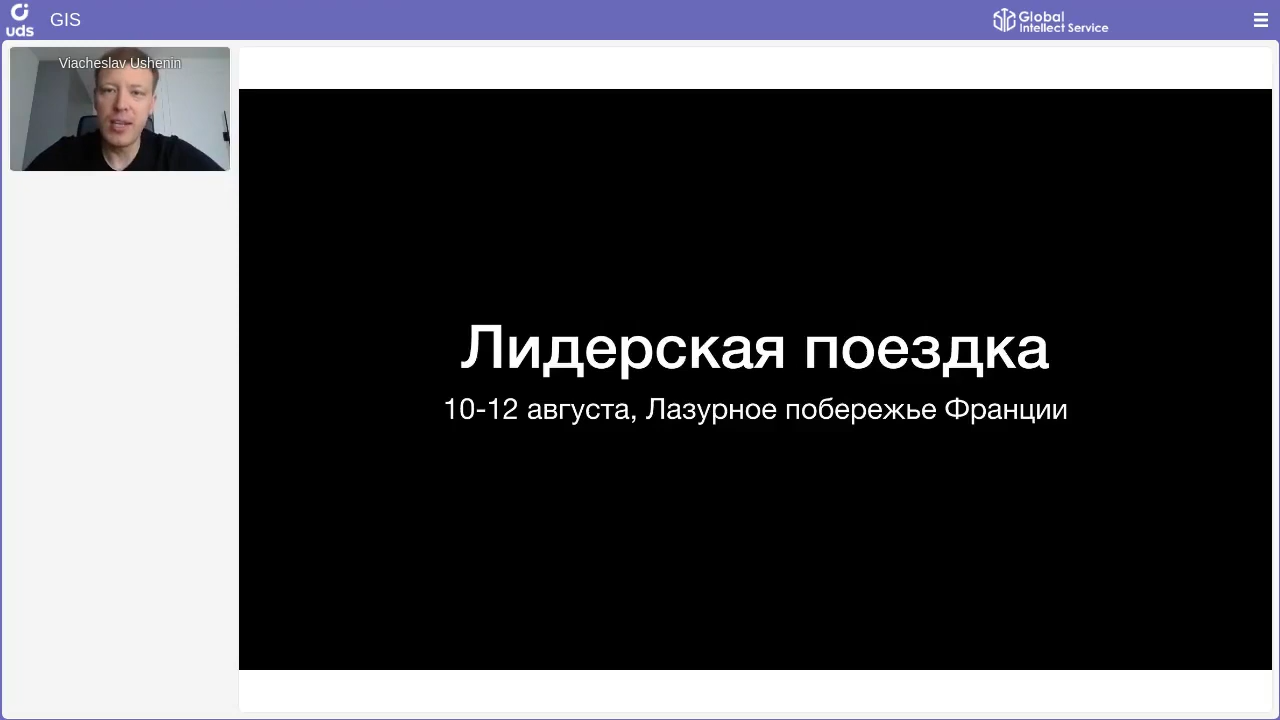 uds
GIS
Global
Intellect Service
Viacheslav Ushenin
Лидерская поездка
10-12 августа, Лазурное побережье Франции